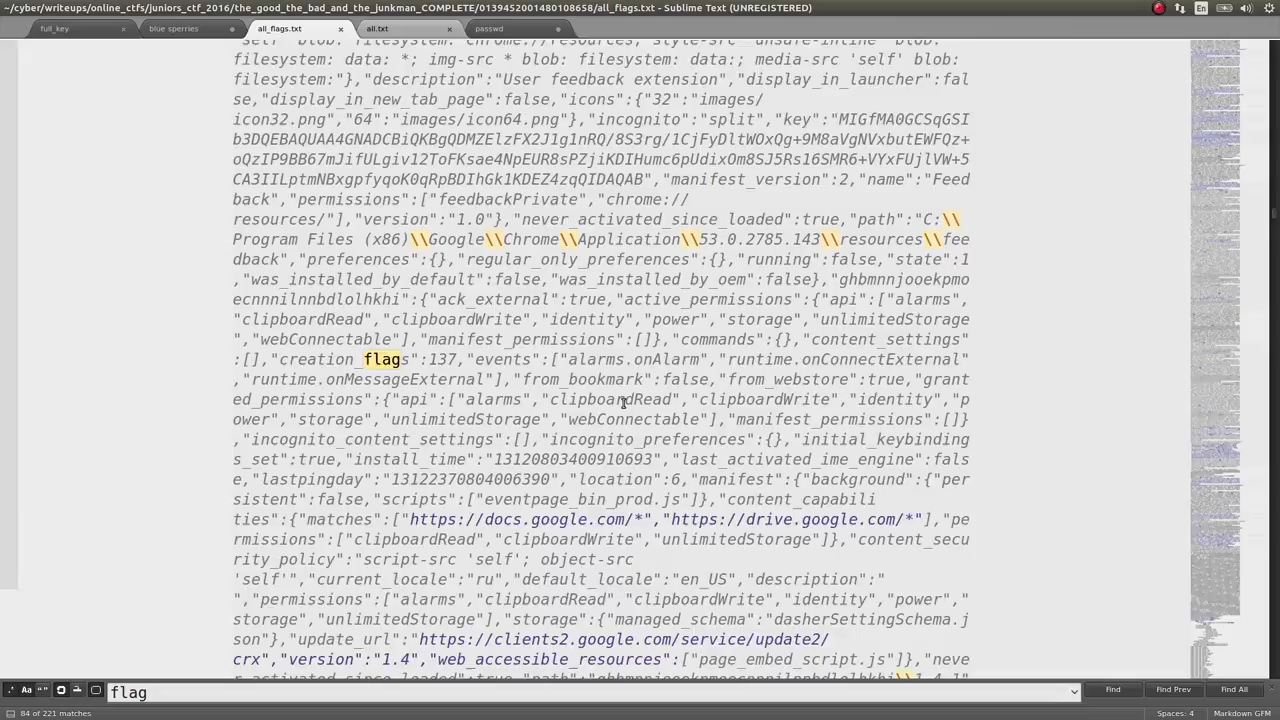 ~/cyber/writeups/online_ctfs/juniors_ctf_2016/the_good_the_bad_and_the_junkman_COMPLETE/0139452001480108658/all_flags.txt - Sublime Text (UNREGISTERED)
En
full_key
blue sperries
all_flags.txt
all.txt
passwd
filesystem: data: *; img-src * blob: filesystem: data:; media-src 'self' blob:
filesystem:"},"description":"User feedback extension","display_in_launcher":fal
se,"display_in_new_tab_page":false,"icons":{"32":"images/
icon32.png","64":"images/icon64.png"},"incognito":"split","key":"MIGfMA0GCSqGSI
"manifest_version":2,"name":"Feed
back","permissions":["feedbackPrivate","chrome://
resources/"],"version":"1.0"},"never_activated_since_loaded":true,"path":"C:\\
Program Files (x86)\\Google\\Chrome\\Application\\53.0.2785.143\\resources\\fee
dback","preferences":{},"regular_only_preferences":{},"running":false,"state":1
,"was_installed_by_default":false,"was_installed_by_oem":false},"ghbmnnjooekpmo
ecnnnilnnbdlolhkhi":{"ack_external":true,"active_permissions":{"api":["alarms",
"clipboardRead","clipboardWrite","identity","power","storage","unlimitedStorage
","webConnectable"],"manifest_permissions":[]},"commands":{},"content_settings"
:[],"creation_flags":137,"events":["alarms.onAlarm","runtime.onConnectExternal"
,"runtime.onMessageExternal"],"from_bookmark":false,"from_webstore":true,"grant
ed_permissions":{"api":["alarms","clipboardRead","clipboardWrite","identity","p
ower","storage","unlimitedStorage","webConnectable"],"manifest_permissions":[]}
,"incognito_content_settings":[],"incognito_preferences":{},"initial_keybinding
s_set":true,"install_time":"13120803400910693","last_activated_ime_engine":fals
e,"lastpingday":"13122370804006390","location":6,"manifest":{"background":{"per
sistent":false,"scripts":["eventpage_bin_prod.js"]},"content_capabili
ties":{"matches":["https://docs.google.com/*","https://drive.google.com/*"],"pe
rmissions":["clipboardRead","clipboardWrite","unlimitedStorage"]},"content_secu
rity_policy":"script-src 'self'; object-src
'self'","current_locale":"ru","default_locale":"en_US","description":"
","permissions":["alarms","clipboardRead","clipboardWrite","identity","power",
storage","unlimitedStorage"],"storage":{"managed_schema":"dasherSettingSchema.j
son"},"update_url":"https://clients2.google.com/service/update2/
crx","version":"1.4","web_accessible_resources":["page_embed_script.js"]},"neve
.* Aa “”
flag
Find
Find Prev
Find All
84 of 221 matches
Spaces: 4
Markdown GFM